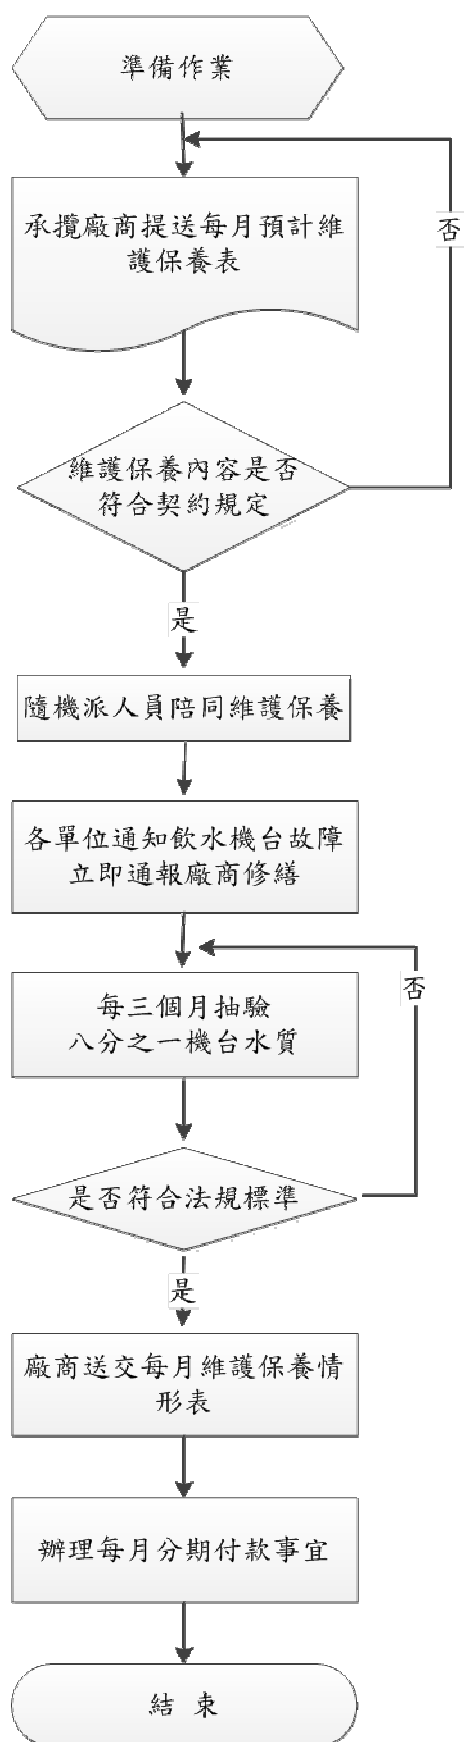 準備作業
承攬廠商提送每月預計維
護保養表
否
維護保養內容是否
符合契約規定
是
隨機派人員陪同維護保養
各單位通知飲水機台故障
立即通報廠商修繕
否
每三個月抽驗
八分之一機台水質
是否符合法規標準
是
廠商送交每月維護保養情
形表
辦理每月分期付款事宜
結 束